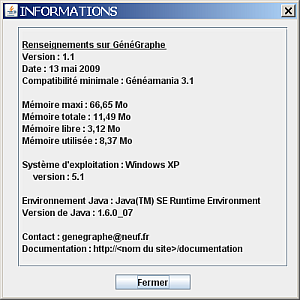 INFORMATIONS
Renseignements sur GénéGraphe
Version : 1.1
Date : 13 mai 2009
Compatibilité minimale : Généamania 3.1
Mémoire maxi : 66,65 Mo
Mémoire totale : 11,49 Mo
Mémoire libre : 3,12 Mo
Mémoire utilisée : 8,37 Mo
Système d'exploitation : Windows XP
version : 5.1
Environnement Java : Java(TM) SE Runtime Environment
Version de Java : 1.6.0_07
Contact : genegraphe@neuf.fr
Documentation : http://<nom du site>/documentation
Fermer